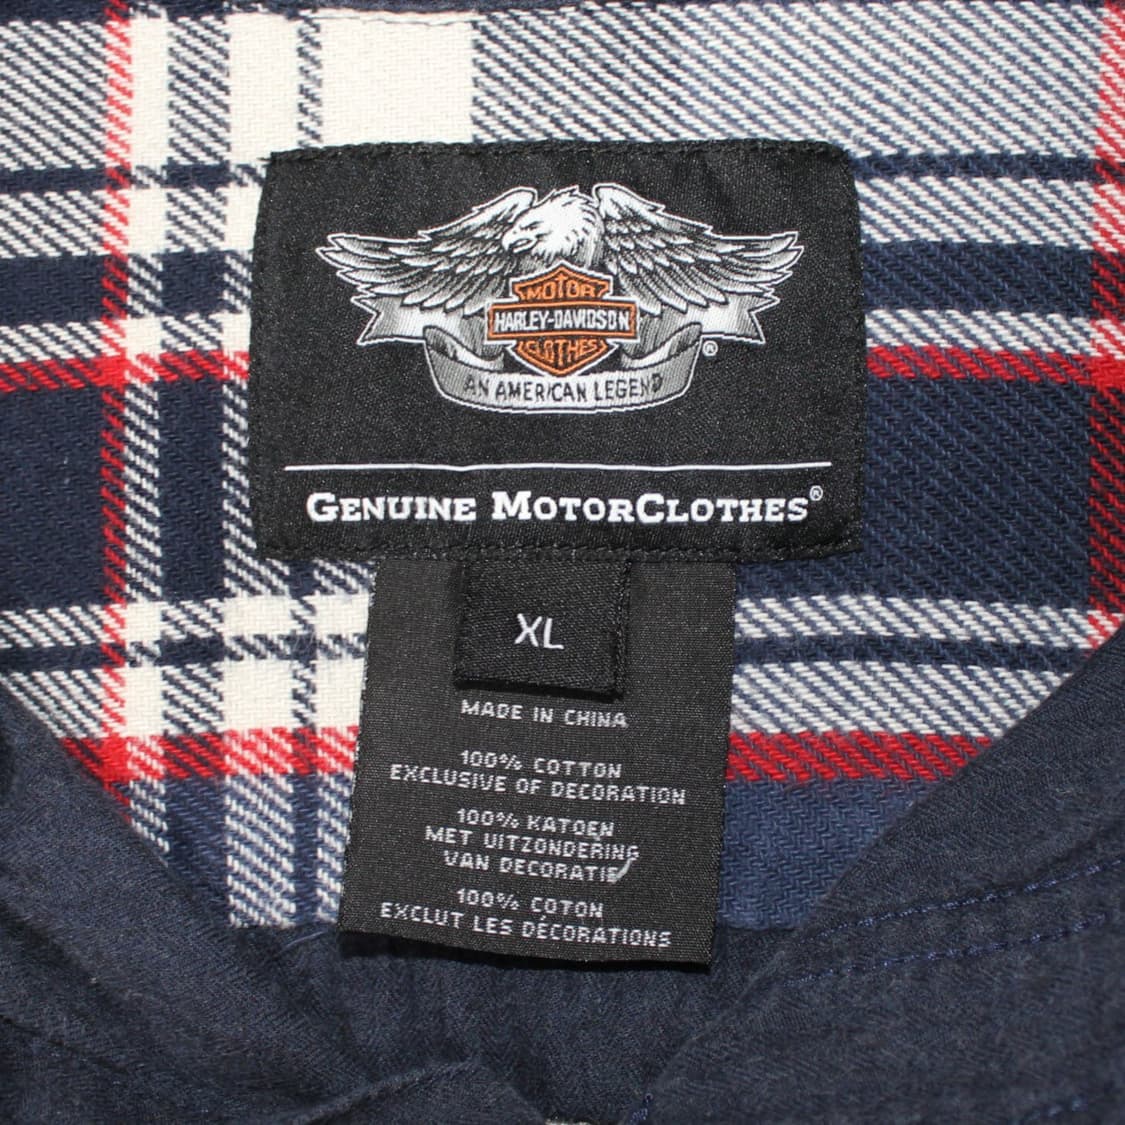 MOTOR
HARLEY-DAVIDSON
CLOTHES
®
AN AMERICAN LEGEND
GENUINE MOTORCLOTHES®
XL
MADE IN CHINA
100% COTTON
EXCLUSIVE OF DECORATION
100% KATOEN
MET UITZONDERING
VAN DECORATIE
100% COTON
EXCLUT LES DÉCORATIONS